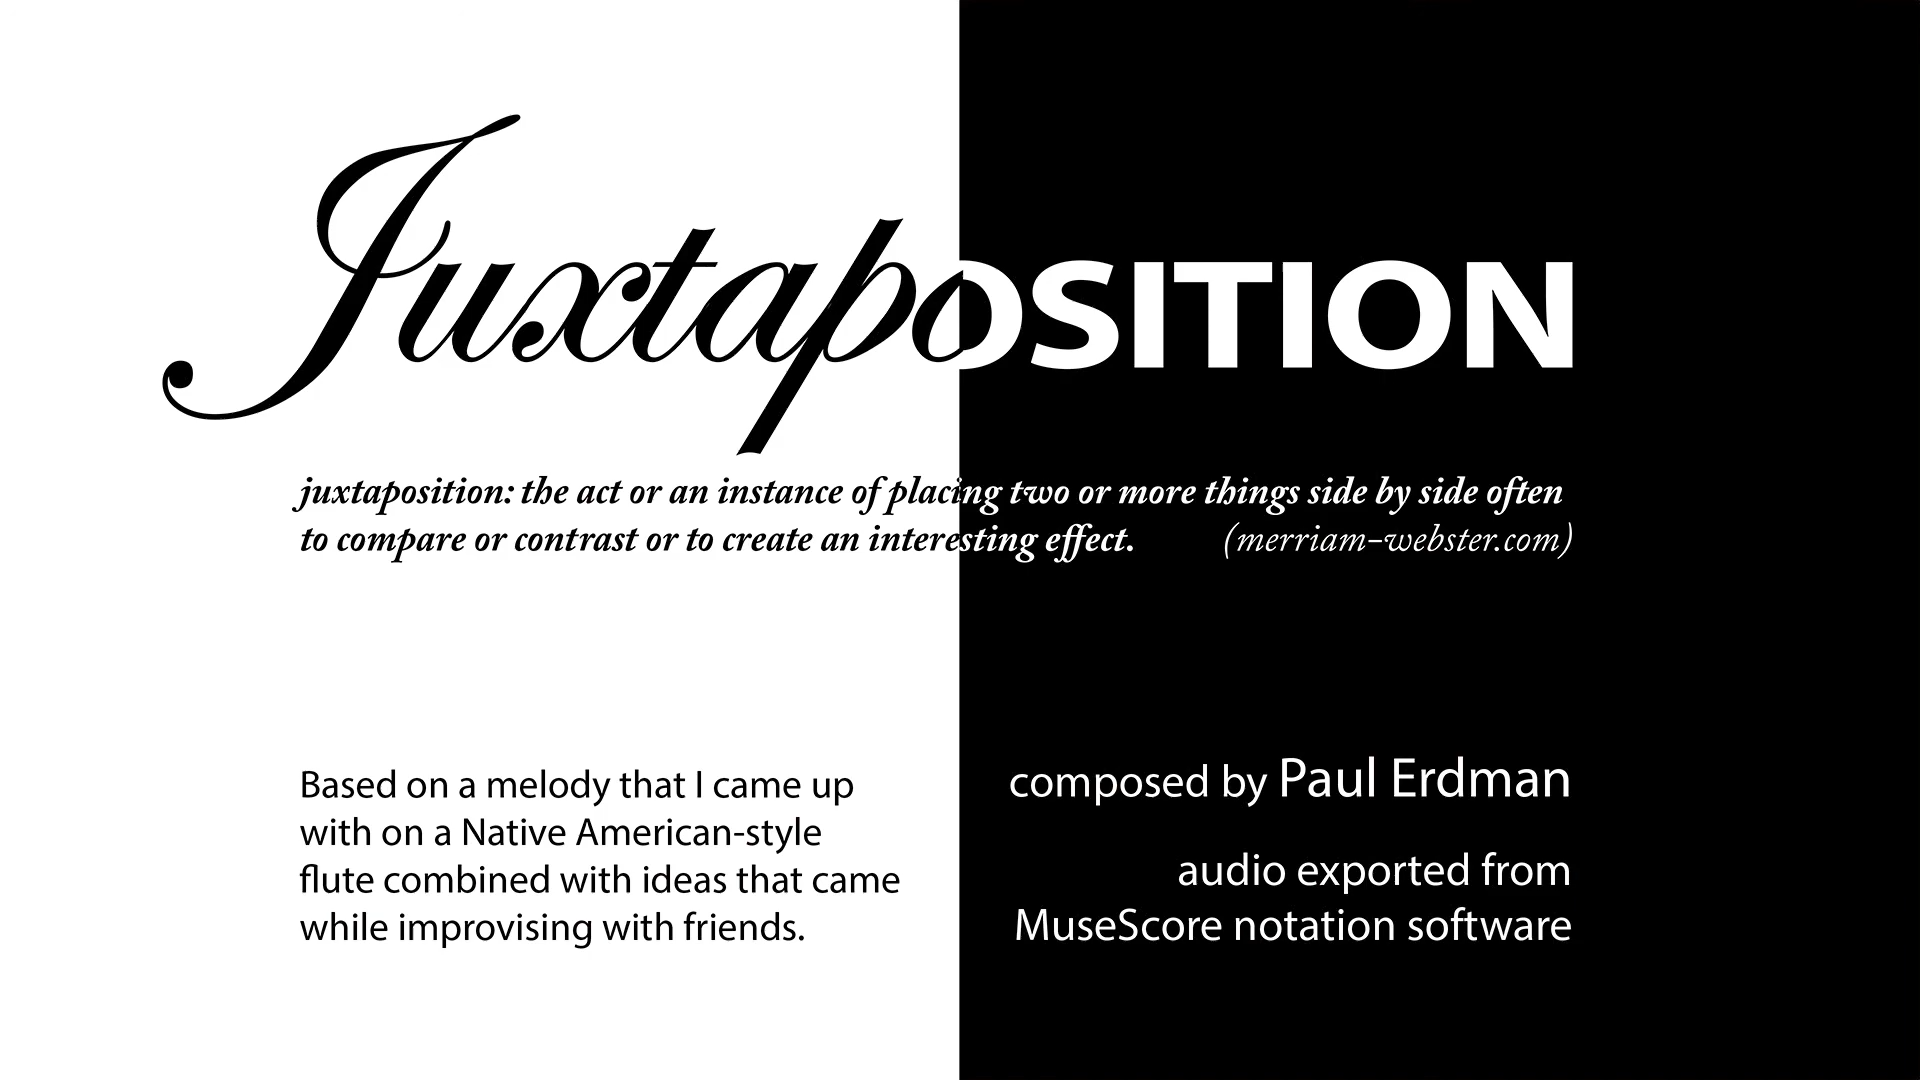 JuxtapOSITION
juxtaposition: the act or an instance of placing two or more things side by side often
to compare or contrast or to create an interesting effect. (merriam-webster.com)
Based on a melody that I came up
with on a Native American-style
flute combined with ideas that came
while improvising with friends.
composed by Paul Erdman
audio exported from
MuseScore notation software